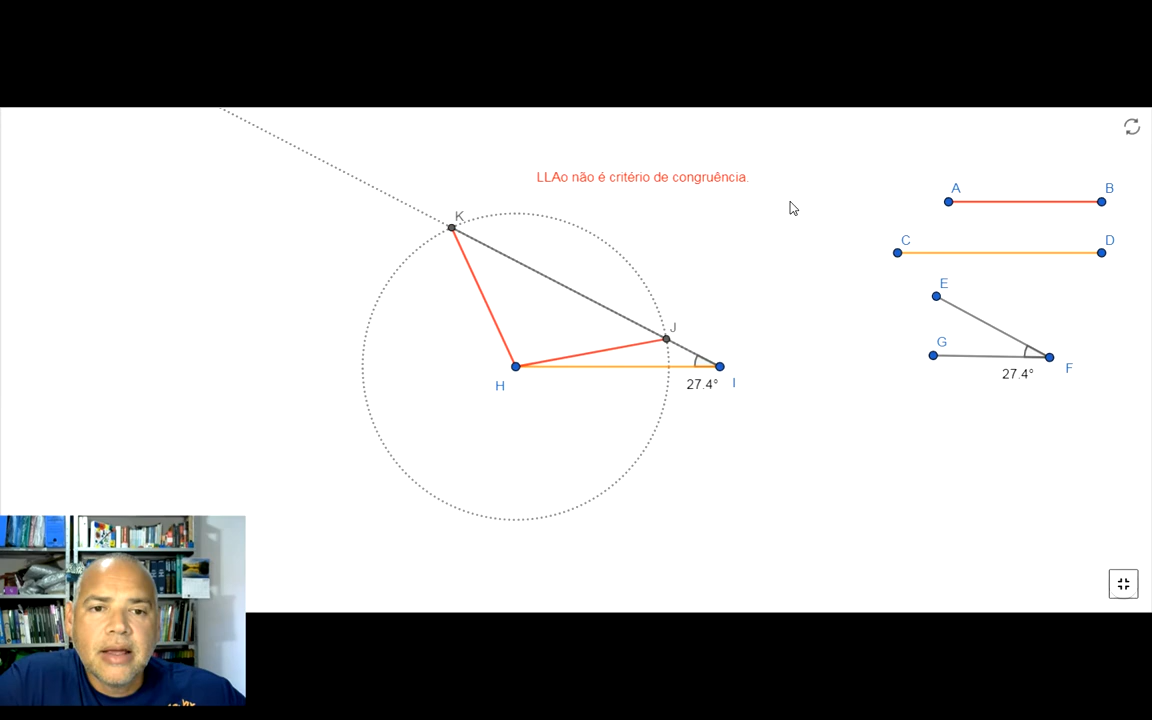 LLAo não é critério de congruência.
A
B
C
D
E
G
F
27.4°
K
J
H
I
27.4°